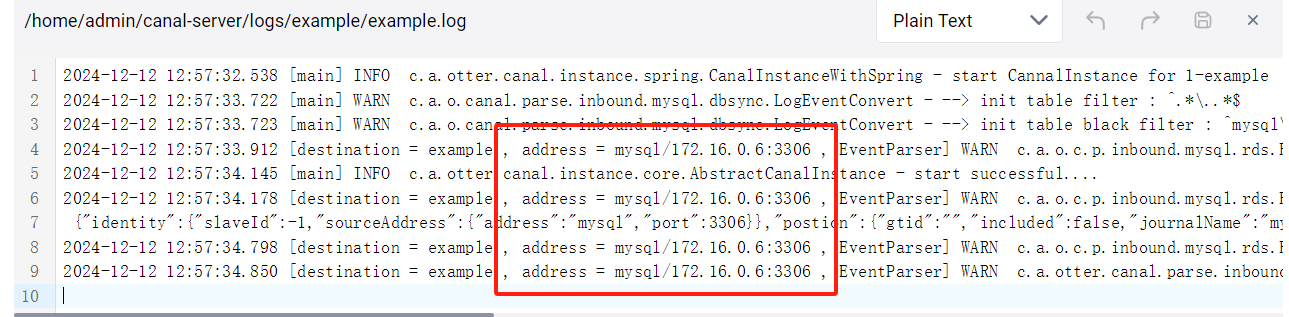 /home/admin/canal-server/logs/example/example.log
Plain Text
1 2024-12-12 12:57:32.538 [main] INFO  c.a.otter.canal.instance.spring.CanalInstanceWithSpring - start CannalInstance for 1-example
2 2024-12-12 12:57:33.722 [main] WARN  c.a.o.canal.parse.inbound.mysql.dbsync.LogEventConvert - --> init table filter : ^.*\..*$
3 2024-12-12 12:57:33.723 [main] WARN  c.a.o.canal.parse.inbound.mysql.dbsync.LogEventConvert - --> init table black filter : ^mysql\
4 2024-12-12 12:57:33.912 [destination = example , address = mysql/172.16.0.6:3306 , EventParser] WARN  c.a.o.c.p.inbound.mysql.rds.
5 2024-12-12 12:57:34.145 [main] INFO  c.a.otter.canal.instance.core.AbstractCanalInstance - start successful....
6 2024-12-12 12:57:34.178 [destination = example , address = mysql/172.16.0.6:3306 , EventParser] WARN  c.a.o.c.p.inbound.mysql.rds.
7 {"identity":{"slaveId":-1,"sourceAddress":{"address":"mysql","port":3306}},"postion":{"gtid":"","included":false,"journalName":"my
8 2024-12-12 12:57:34.798 [destination = example , address = mysql/172.16.0.6:3306 , EventParser] WARN  c.a.o.c.p.inbound.mysql.rds.
9 2024-12-12 12:57:34.850 [destination = example , address = mysql/172.16.0.6:3306 , EventParser] WARN  c.a.otter.canal.parse.inbound
10